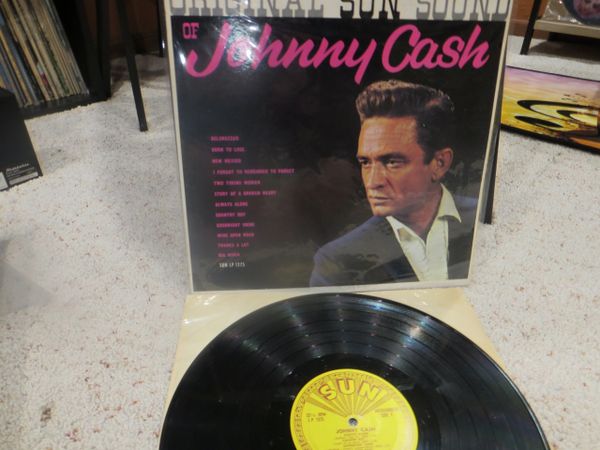 ORIGINAL SUN SOUND
OF Johnny Cash
BELSHAZZER
BORN TO LOSE
NEW MEXICO
I FORGOT TO REMEMBER TO FORGET
TWO TIMING WOMAN
STORY OF A BROKEN HEART
ALWAYS ALONE
COUNTRY BOY
GOODNIGHT IRENE
WIDE OPEN ROAD
THANKS A LOT
BIG RIVER
SUN LP 1275
SUN
JOHNNY CASH